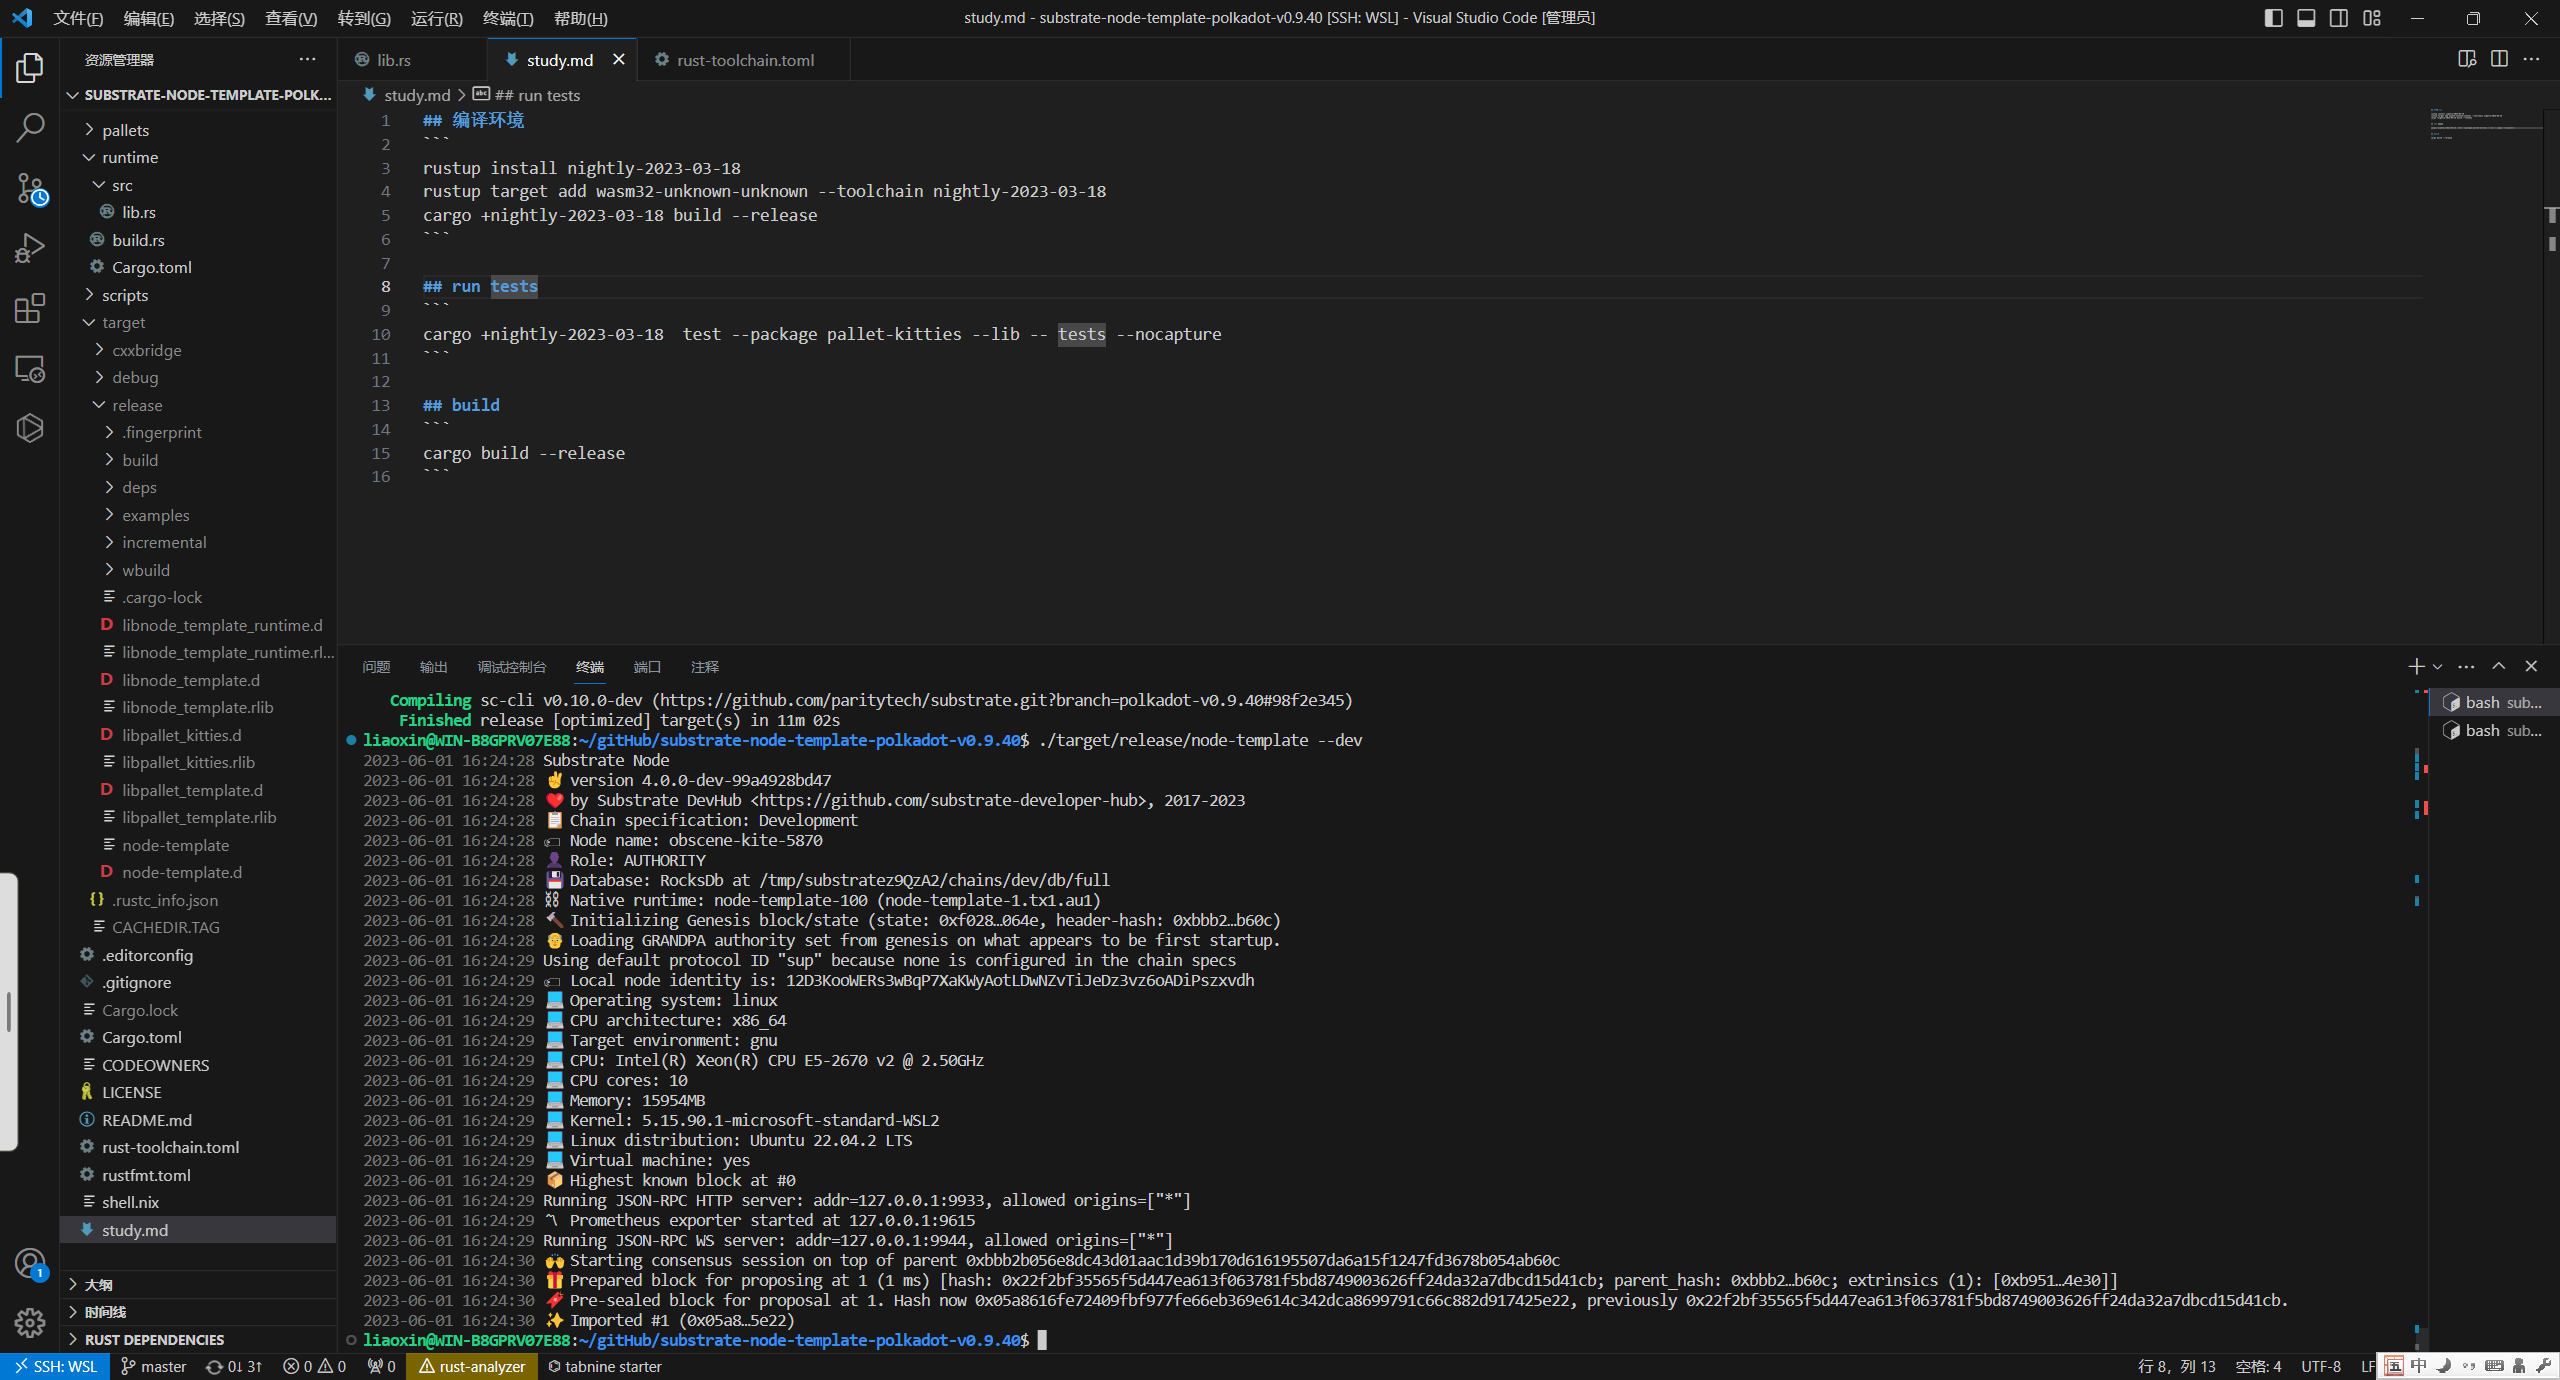 文件(F) 编辑(E) 选择(S) 查看(V) 转到(G) 运行(R) 终端(T) 帮助(H)
study.md - substrate-node-template-polkadot-v0.9.40 [SSH: WSL] - Visual Studio Code [管理员]
资源管理器
SUBSTRATE-NODE-TEMPLATE-POLK...
pallets
runtime
src
lib.rs
build.rs
Cargo.toml
scripts
target
cxxbridge
debug
release
.fingerprint
build
deps
examples
incremental
wbuild
.cargo-lock
libnode_template_runtime.d
libnode_template_runtime.rl...
libnode_template.d
libnode_template.rlib
libpallet_kitties.d
libpallet_kitties.rlib
libpallet_template.d
libpallet_template.rlib
node-template
node-template.d
.rustc_info.json
CACHEDIR.TAG
.editorconfig
.gitignore
Cargo.lock
Cargo.toml
CODEOWNERS
LICENSE
README.md
rust-toolchain.toml
rustfmt.toml
shell.nix
study.md
大纲
时间线
RUST DEPENDENCIES
lib.rs study.md rust-toolchain.toml
study.md > ## run tests
1 ## 编译环境
2 ```
3 rustup install nightly-2023-03-18
4 rustup target add wasm32-unknown-unknown --toolchain nightly-2023-03-18
5 cargo +nightly-2023-03-18 build --release
6 ```
7
8 ## run tests
9 ```
10 cargo +nightly-2023-03-18  test --package pallet-kitties --lib -- tests --nocapture
11 ```
12
13 ## build
14 ```
15 cargo build --release
16 ```
问题 输出 调试控制台 终端 端口 注释
Compiling sc-cli v0.10.0-dev (https://github.com/paritytech/substrate.git?branch=polkadot-v0.9.40#98f2e345)
Finished release [optimized] target(s) in 11m 02s
liaoxin@WIN-B8GPRV07E88:~/gitHub/substrate-node-template-polkadot-v0.9.40$ ./target/release/node-template --dev
2023-06-01 16:24:28 Substrate Node
2023-06-01 16:24:28 ✌️ version 4.0.0-dev-99a4928bd47
2023-06-01 16:24:28 ❤️ by Substrate DevHub <https://github.com/substrate-developer-hub>, 2017-2023
2023-06-01 16:24:28 📋 Chain specification: Development
2023-06-01 16:24:28 🏷 Node name: obscene-kite-5870
2023-06-01 16:24:28 👤 Role: AUTHORITY
2023-06-01 16:24:28 💾 Database: RocksDb at /tmp/substratez9QzA2/chains/dev/db/full
2023-06-01 16:24:28 ⛓ Native runtime: node-template-100 (node-template-1.tx1.au1)
2023-06-01 16:24:28 🔨 Initializing Genesis block/state (state: 0xf028…064e, header-hash: 0xbbb2…b60c)
2023-06-01 16:24:28 👴 Loading GRANDPA authority set from genesis on what appears to be first startup.
2023-06-01 16:24:29 Using default protocol ID "sup" because none is configured in the chain specs
2023-06-01 16:24:29 🏷 Local node identity is: 12D3KooWERs3wBqP7XaKWyAotLDwNZvTiJeDz3vz6oADiPszxvdh
2023-06-01 16:24:29 💻 Operating system: linux
2023-06-01 16:24:29 💻 CPU architecture: x86_64
2023-06-01 16:24:29 💻 Target environment: gnu
2023-06-01 16:24:29 💻 CPU: Intel(R) Xeon(R) CPU E5-2670 v2 @ 2.50GHz
2023-06-01 16:24:29 💻 CPU cores: 10
2023-06-01 16:24:29 💻 Memory: 15954MB
2023-06-01 16:24:29 💻 Kernel: 5.15.90.1-microsoft-standard-WSL2
2023-06-01 16:24:29 💻 Linux distribution: Ubuntu 22.04.2 LTS
2023-06-01 16:24:29 💻 Virtual machine: yes
2023-06-01 16:24:29 📦 Highest known block at #0
2023-06-01 16:24:29 Running JSON-RPC HTTP server: addr=127.0.0.1:9933, allowed origins=["*"]
2023-06-01 16:24:29 〽️ Prometheus exporter started at 127.0.0.1:9615
2023-06-01 16:24:29 Running JSON-RPC WS server: addr=127.0.0.1:9944, allowed origins=["*"]
2023-06-01 16:24:30 🙌 Starting consensus session on top of parent 0xbbb2b056e8dc43d01aac1d39b170d616195507da6a15f1247fd3678b054ab60c
2023-06-01 16:24:30 🎁 Prepared block for proposing at 1 (1 ms) [hash: 0x22f2bf35565f5d447ea613f063781f5bd8749003626ff24da32a7dbcd15d41cb; parent_hash: 0xbbb2…b60c; extrinsics (1): [0xb951…4e30]]
2023-06-01 16:24:30 🔖 Pre-sealed block for proposal at 1. Hash now 0x05a8616fe72409fbf977fe66eb369e614c342dca8699791c66c882d917425e22, previously 0x22f2bf35565f5d447ea613f063781f5bd8749003626ff24da32a7dbcd15d41cb.
2023-06-01 16:24:30 ✨ Imported #1 (0x05a8…5e22)
liaoxin@WIN-B8GPRV07E88:~/gitHub/substrate-node-template-polkadot-v0.9.40$
bash sub...
bash sub...
1
SSH: WSL master 0↓ 3↑ 0 0 0 rust-analyzer tabnine starter
行 8，列 13 空格: 4 UTF-8 LF 五 中